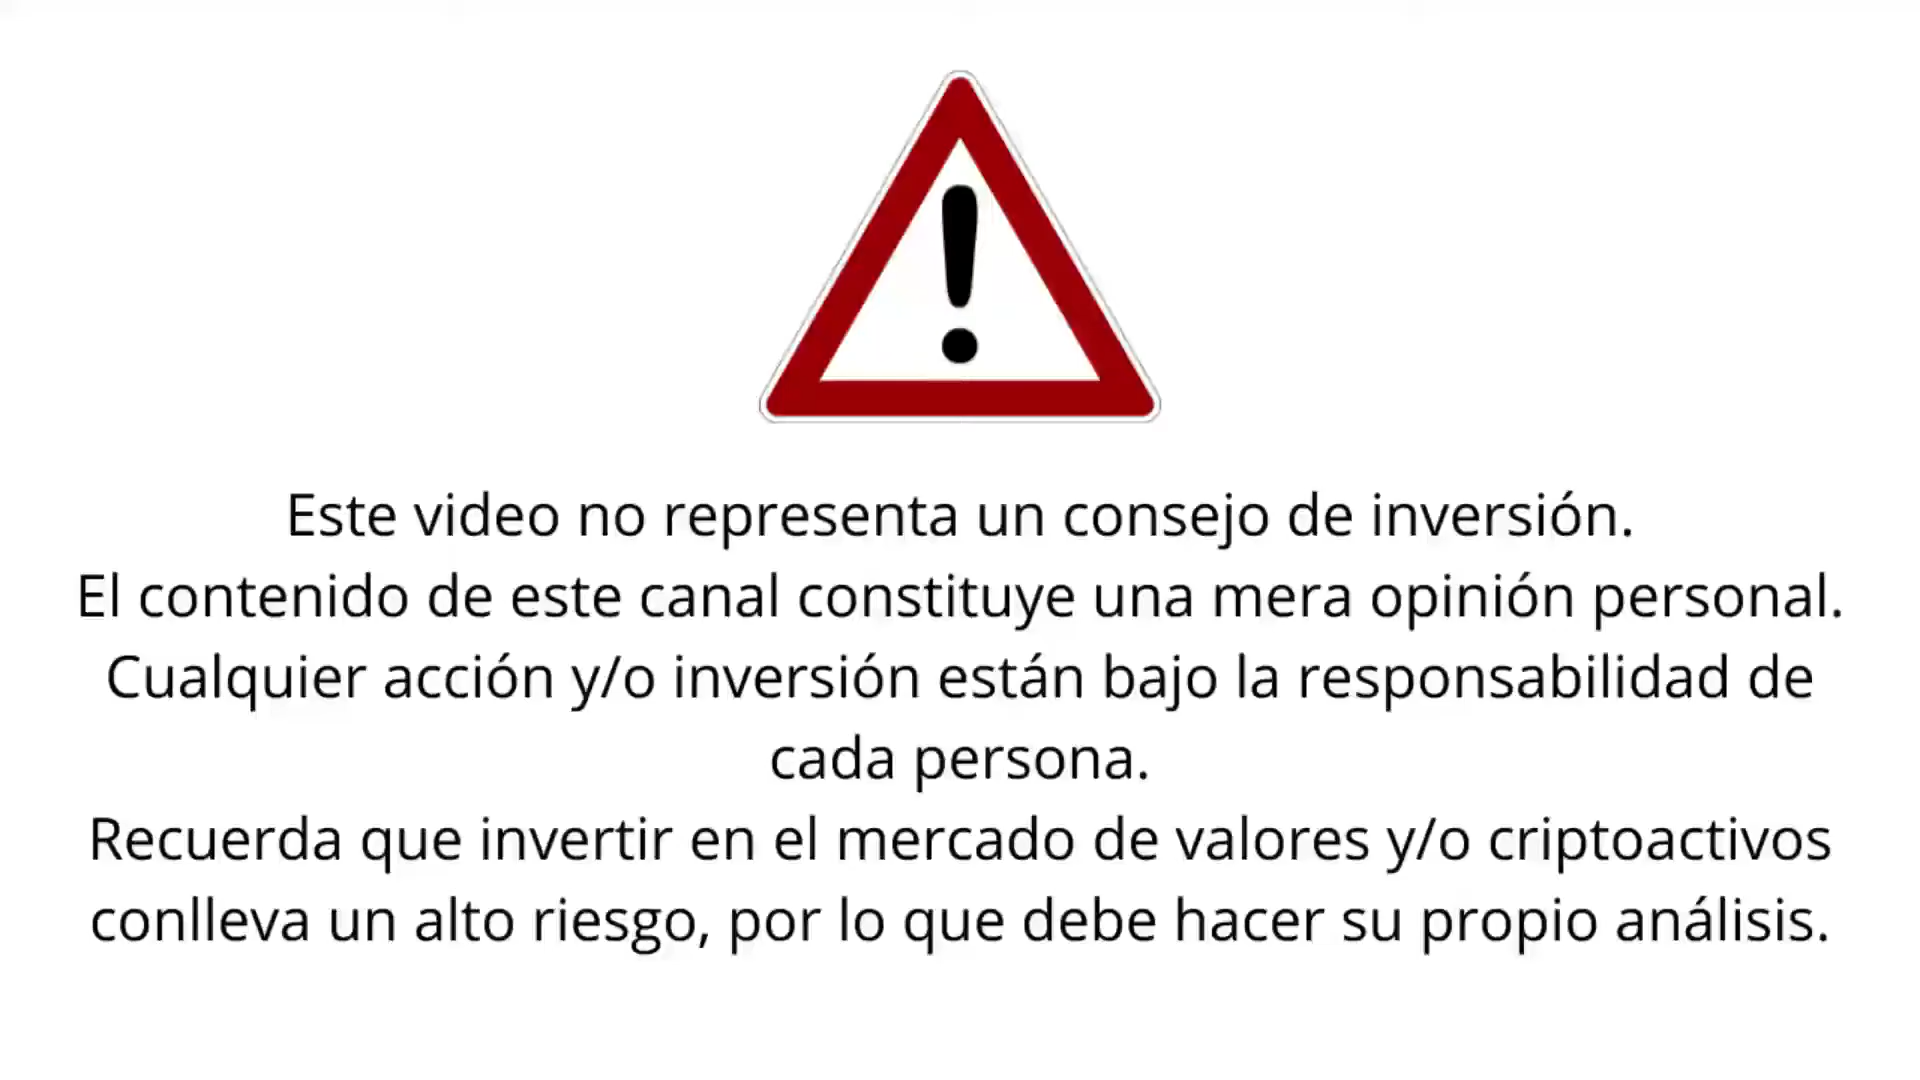 Este video no representa un consejo de inversión.
El contenido de este canal constituye una mera opinión personal.
Cualquier acción y/o inversión están bajo la responsabilidad de
cada persona.
Recuerda que invertir en el mercado de valores y/o criptoactivos
conlleva un alto riesgo, por lo que debe hacer su propio análisis.